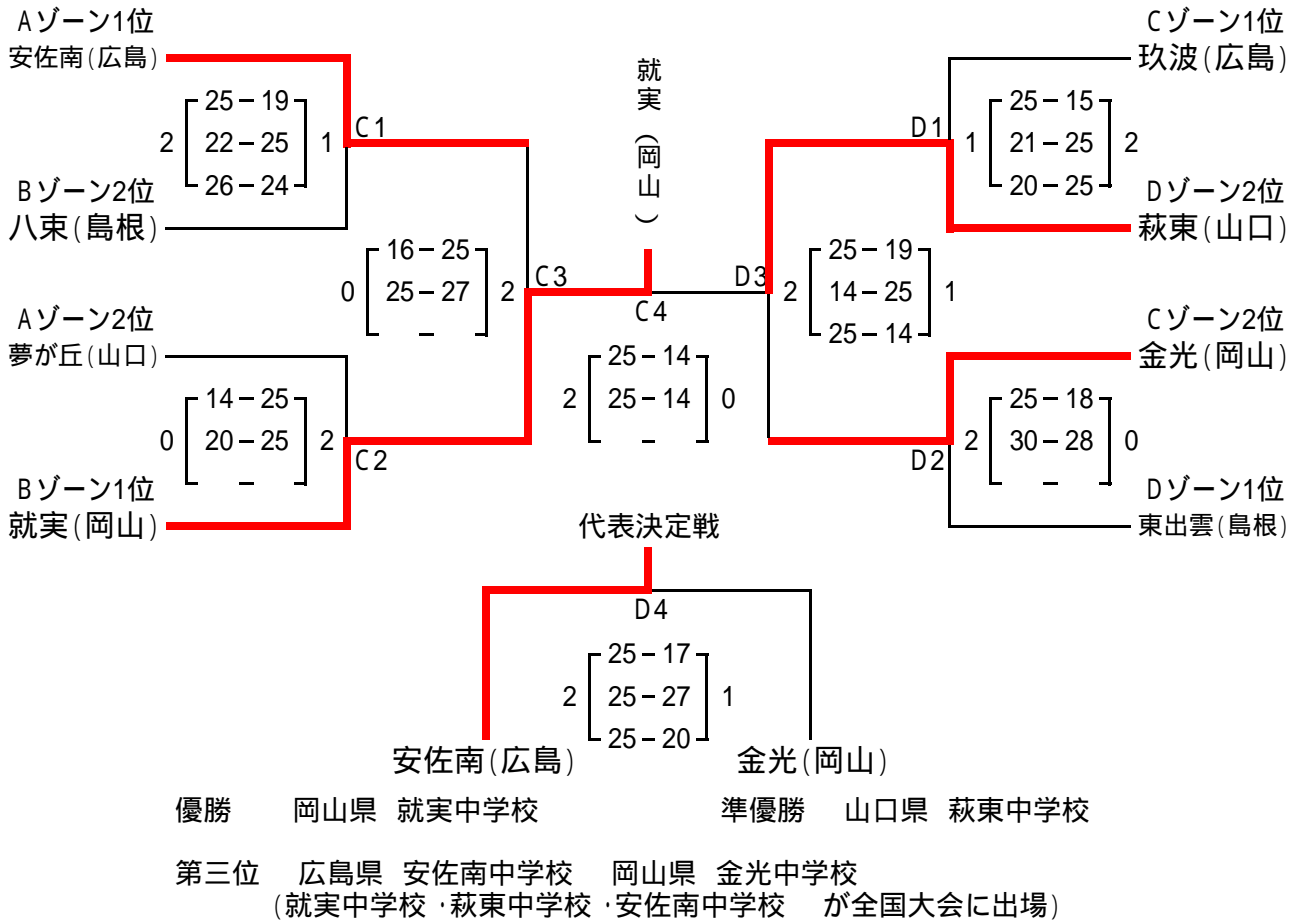 Aゾーン1位
安佐南(広島)
25－19
2 22－25 1
26－24
C1
Bゾーン2位
八束(島根)
16－25
0 25－27 2
－
C3
Aゾーン2位
夢が丘(山口)
14－25
0 20－25 2
－
C2
Bゾーン1位
就実(岡山)
就実(岡山)
C4
25－14
2 25－14 0
－
Cゾーン1位
玖波(広島)
D1
25－15
1 21－25 2
20－25
Dゾーン2位
萩東(山口)
D3
25－19
2 14－25 1
25－14
Cゾーン2位
金光(岡山)
25－18
2 30－28 0
－
D2
Dゾーン1位
東出雲(島根)
代表決定戦
D4
25－17
2 25－27 1
25－20
安佐南(広島) 金光(岡山)
優勝 岡山県 就実中学校 準優勝 山口県 萩東中学校
第三位 広島県 安佐南中学校 岡山県 金光中学校
(就実中学校・萩東中学校・安佐南中学校 が全国大会に出場)